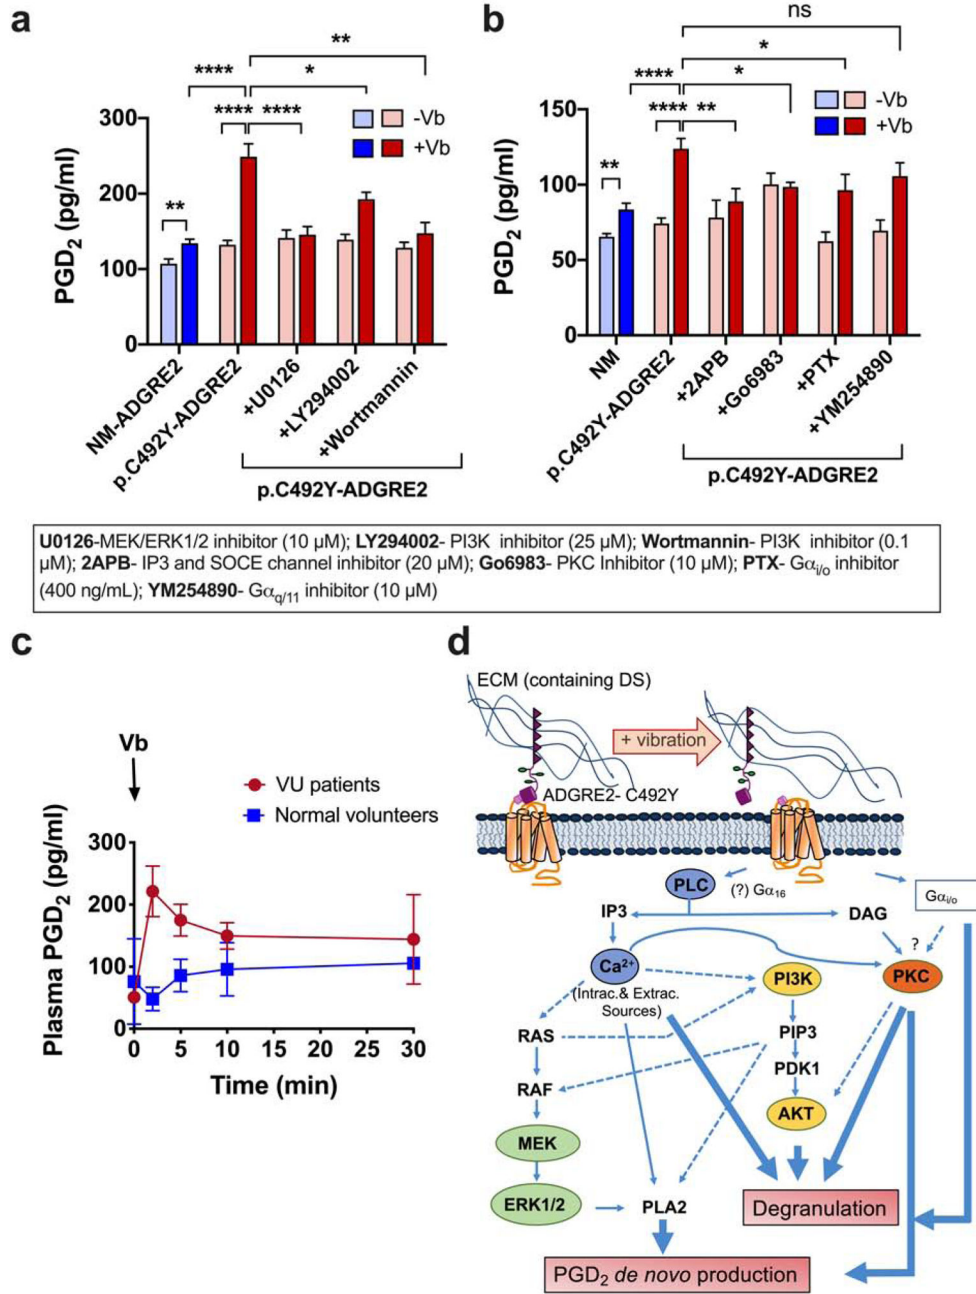 a
**
****
*
****
****
**
300
200
100
0
PGD2 (pg/ml)
-Vb
+Vb
NM-ADGRE2
p.C492Y-ADGRE2
+U0126
+LY294002
+Wortmannin
p.C492Y-ADGRE2
b
ns
*
****
*
****
**
**
150
100
50
0
PGD2 (pg/ml)
-Vb
+Vb
NM
p.C492Y-ADGRE2
+2APB
+Go6983
+PTX
+YM254890
p.C492Y-ADGRE2
U0126-MEK/ERK1/2 inhibitor (10 µM); LY294002- PI3K inhibitor (25 µM); Wortmannin- PI3K inhibitor (0.1
µM); 2APB- IP3 and SOCE channel inhibitor (20 µM); Go6983- PKC Inhibitor (10 µM); PTX- Gαi/o inhibitor
(400 ng/mL); YM254890- Gαq/11 inhibitor (10 µM)
c
Vb
VU patients
Normal volunteers
300
200
100
0
Plasma PGD2 (pg/ml)
0 5 10 15 20 25 30
Time (min)
d
ECM (containing DS)
+ vibration
ADGRE2- C492Y
PLC
(?) Gα16
Gαi/o
IP3
DAG
?
Ca2+
PI3K
PKC
(Intrac.& Extrac.
Sources)
RAS
PIP3
RAF
PDK1
AKT
MEK
ERK1/2
PLA2
Degranulation
PGD2 de novo production